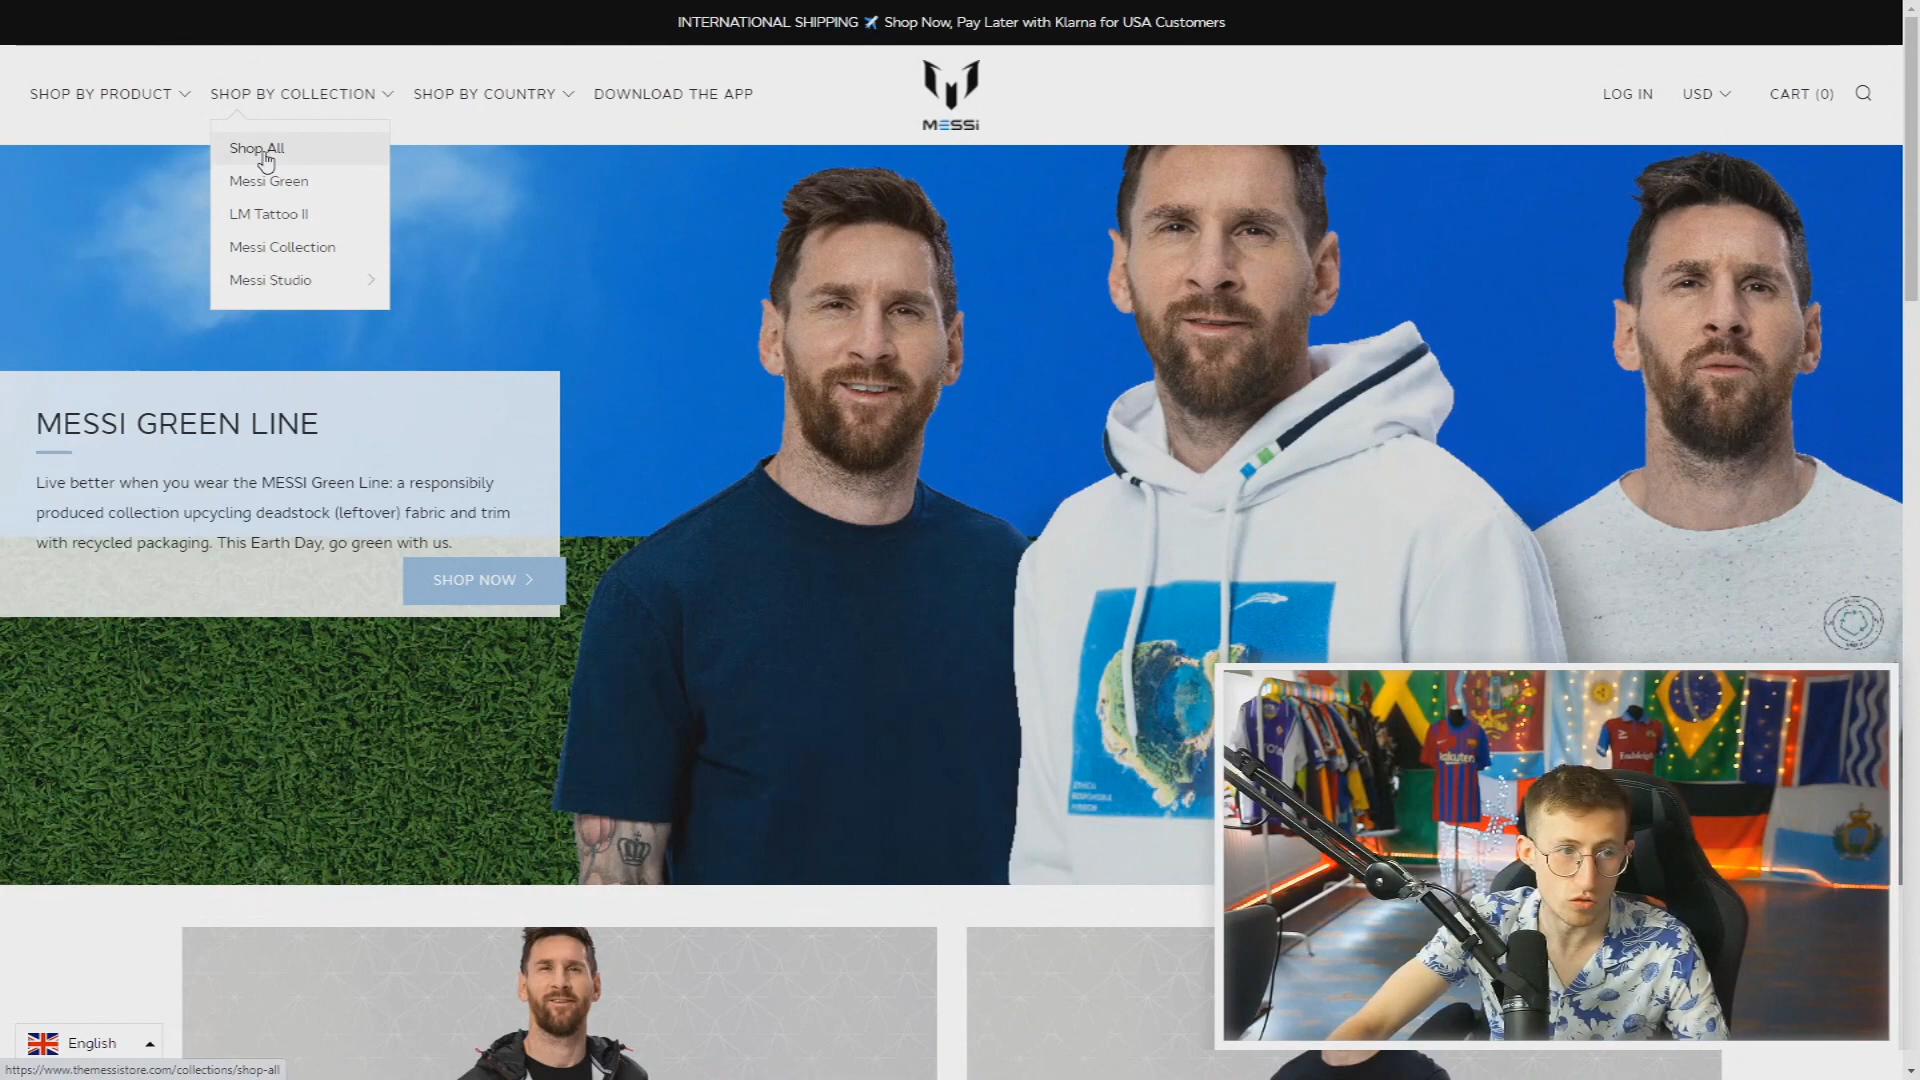 INTERNATIONAL SHIPPING ✈️ Shop Now, Pay Later with Klarna for USA Customers
SHOP BY PRODUCT
SHOP BY COLLECTION
SHOP BY COUNTRY
DOWNLOAD THE APP
MESSI
LOG IN
USD
CART (0)
Shop All
Messi Green
LM Tattoo II
Messi Collection
Messi Studio
MESSI GREEN LINE
Live better when you wear the MESSI Green Line: a responsibily
produced collection upcycling deadstock (leftover) fabric and trim
with recycled packaging. This Earth Day, go green with us.
SHOP NOW
Rakuten
English
https://www.themessistore.com/collections/shop-all